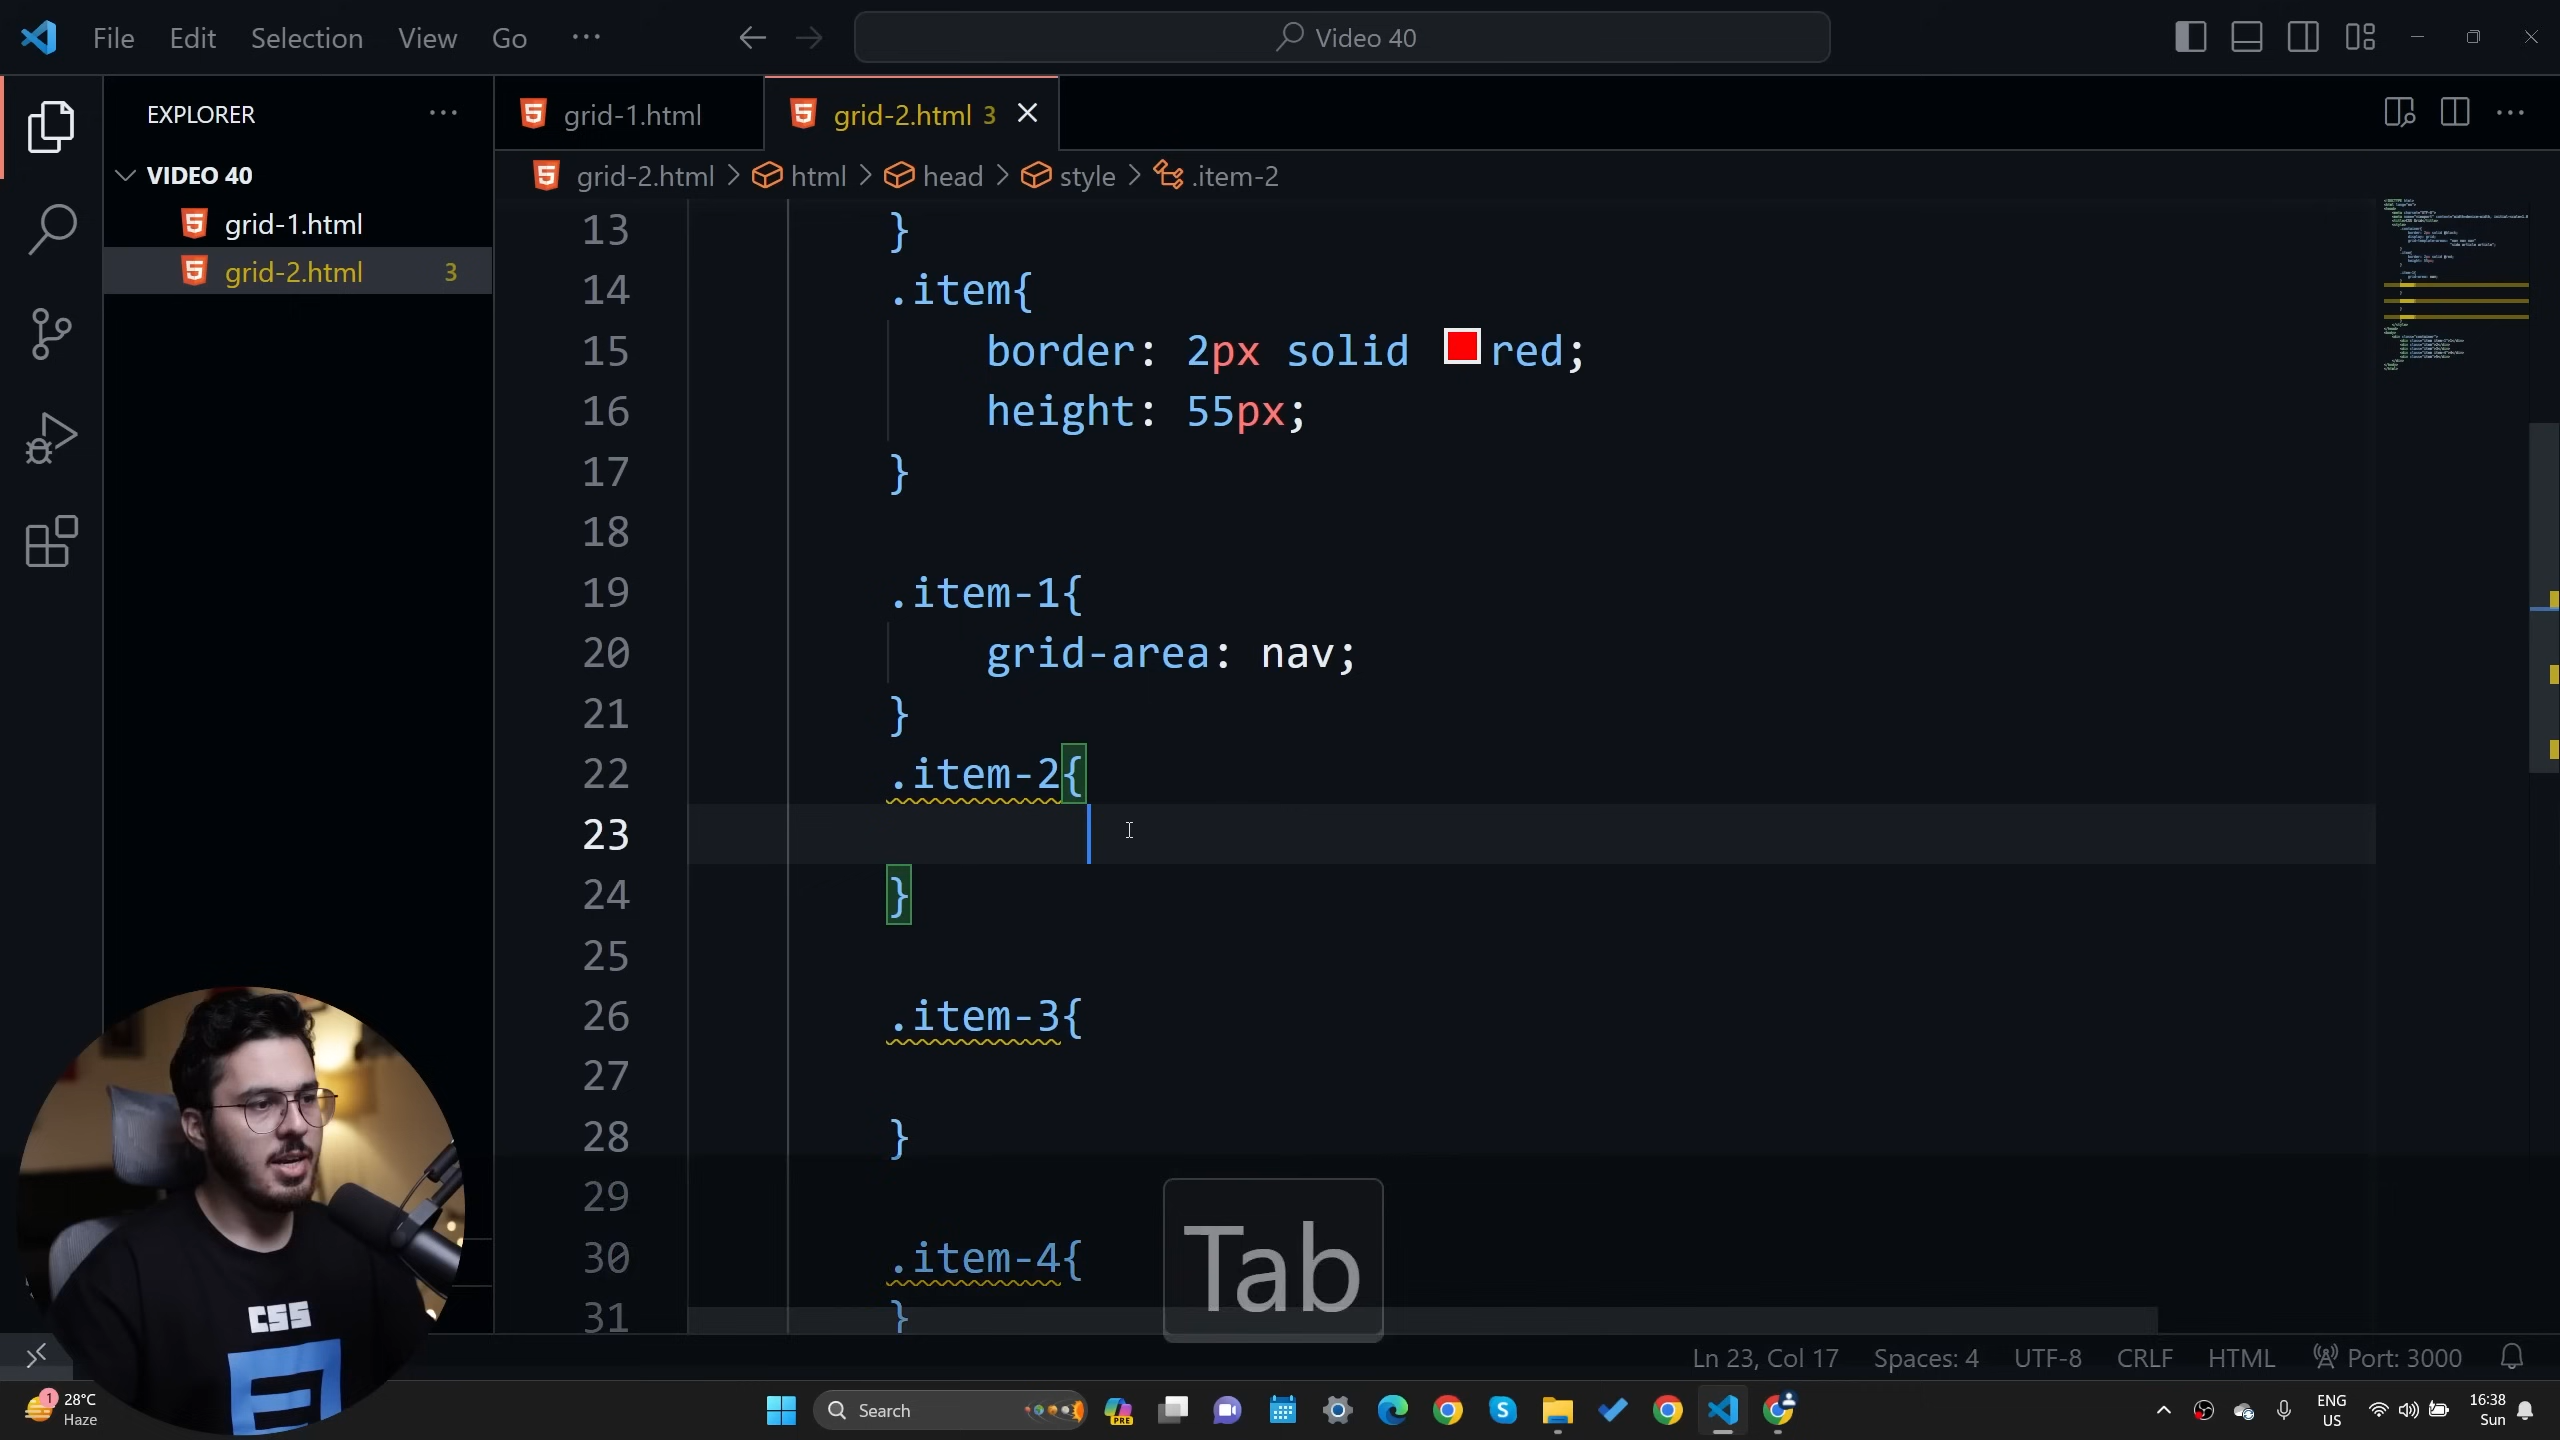 File Edit Selection View Go ···
Video 40
EXPLORER ···
grid-1.html
grid-2.html 3
grid-2.html > html > head > style > .item-2
VIDEO 40
grid-1.html
grid-2.html 3
13 }
14 .item{
15 border: 2px solid red;
16 height: 55px;
17 }
18
19 .item-1{
20 grid-area: nav;
21 }
22 .item-2{
23
24 }
25
26 .item-3{
27
28 }
29
30 .item-4{
31 }
Tab
CSS
Ln 23, Col 17 Spaces: 4 UTF-8 CRLF HTML Port: 3000
1
28°C
Haze
Search
PRE
ENG
US
16:38
Sun